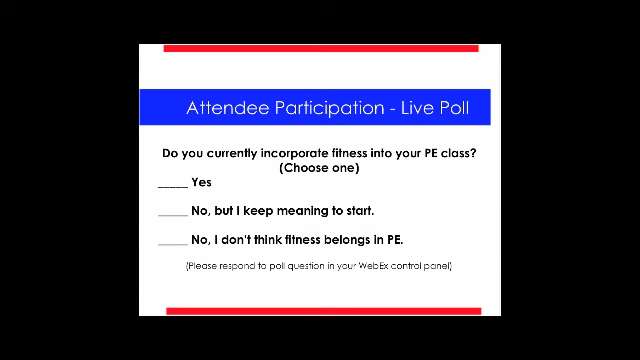 Attendee Participation - Live Poll
Do you currently incorporate fitness into your PE class?
(Choose one)
_____ Yes
_____ No, but I keep meaning to start.
_____ No, I don't think fitness belongs in PE.
(Please respond to poll question in your WebEx control panel)